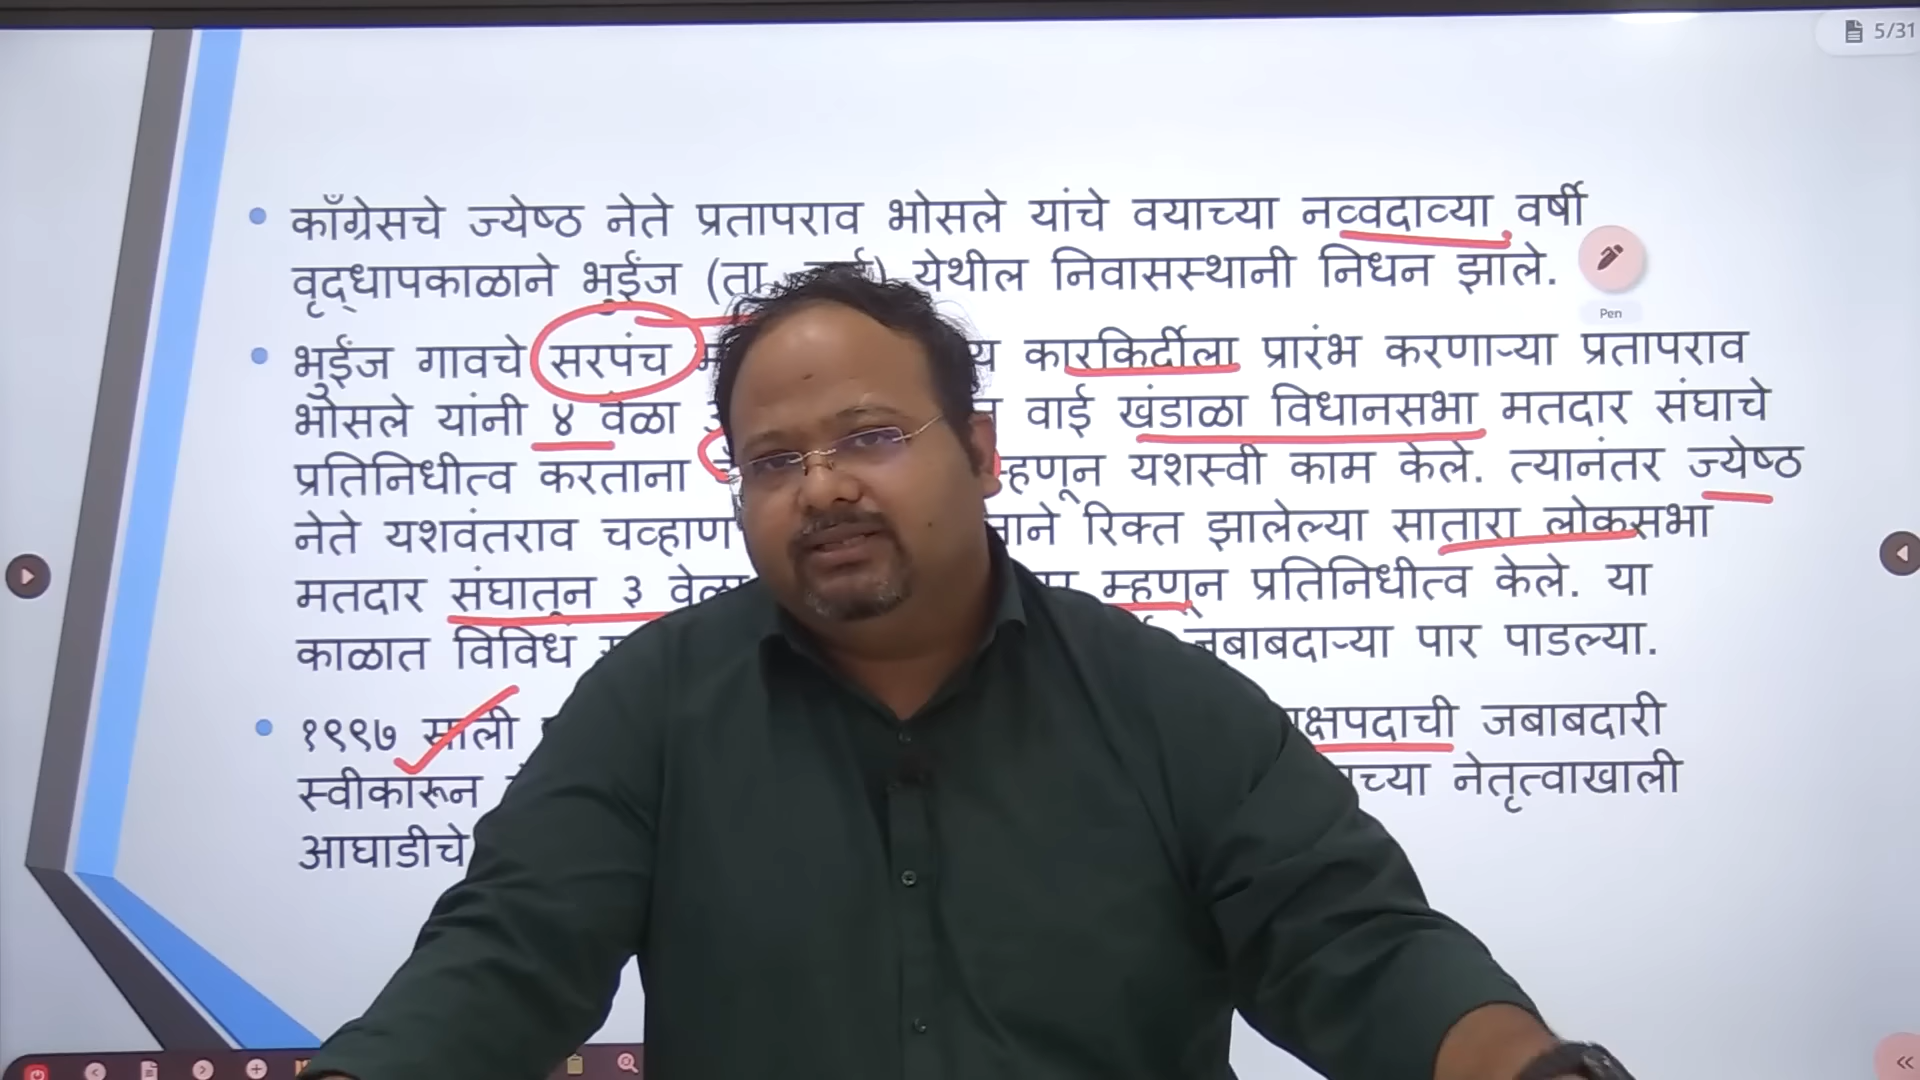 5/31
काँग्रेसचे ज्येष्ठ नेते प्रतापराव भोसले यांचे वयाच्या नव्वदाव्या वर्षी
वृद्धापकाळाने भुईंज (ता. येथील निवासस्थानी निधन झाले.
Pen
भुईंज गावचे सरपंच कारकिर्दीला प्रारंभ करणाऱ्या प्रतापराव
भोसले यांनी ४ वेळा वाई खंडाळा विधानसभा मतदार संघाचे
प्रतिनिधीत्व करताना म्हणून यशस्वी काम केले. त्यानंतर ज्येष्ठ
नेते यशवंतराव चव्हाण रिक्त झालेल्या सातारा लोकसभा
मतदार संघातून ३ वेळा म्हणून प्रतिनिधीत्व केले. या
काळात विविध जबाबदाऱ्या पार पाडल्या.
१९९७ साली जबाबदारी
स्वीकारून नेतृत्वाखाली
आघाडीचे